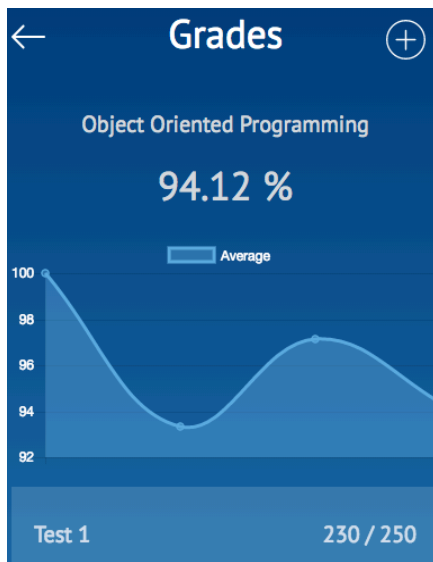 Grades
Object Oriented Programming
94.12 %
Average
100
98
96
94
92
Test 1 230 / 250